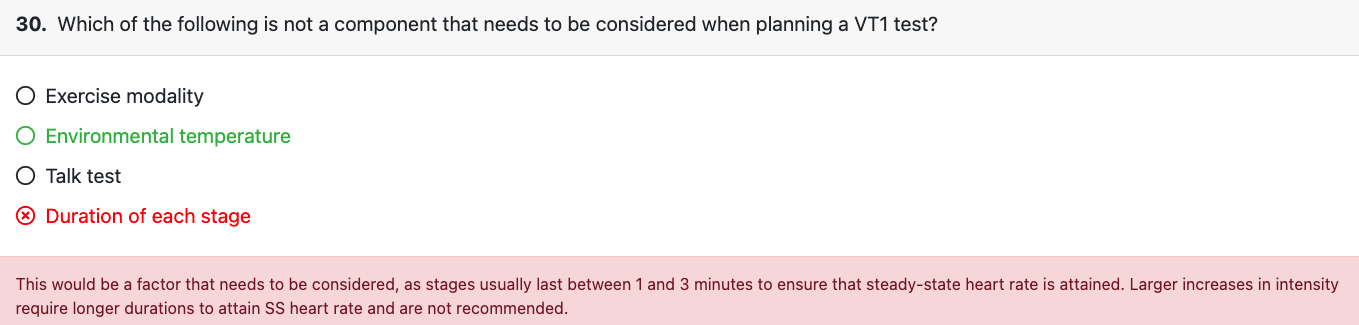 30. Which of the following is not a component that needs to be considered when planning a VT1 test?
Exercise modality
Environmental temperature
Talk test
Duration of each stage
This would be a factor that needs to be considered, as stages usually last between 1 and 3 minutes to ensure that steady-state heart rate is attained. Larger increases in intensity
require longer durations to attain SS heart rate and are not recommended.